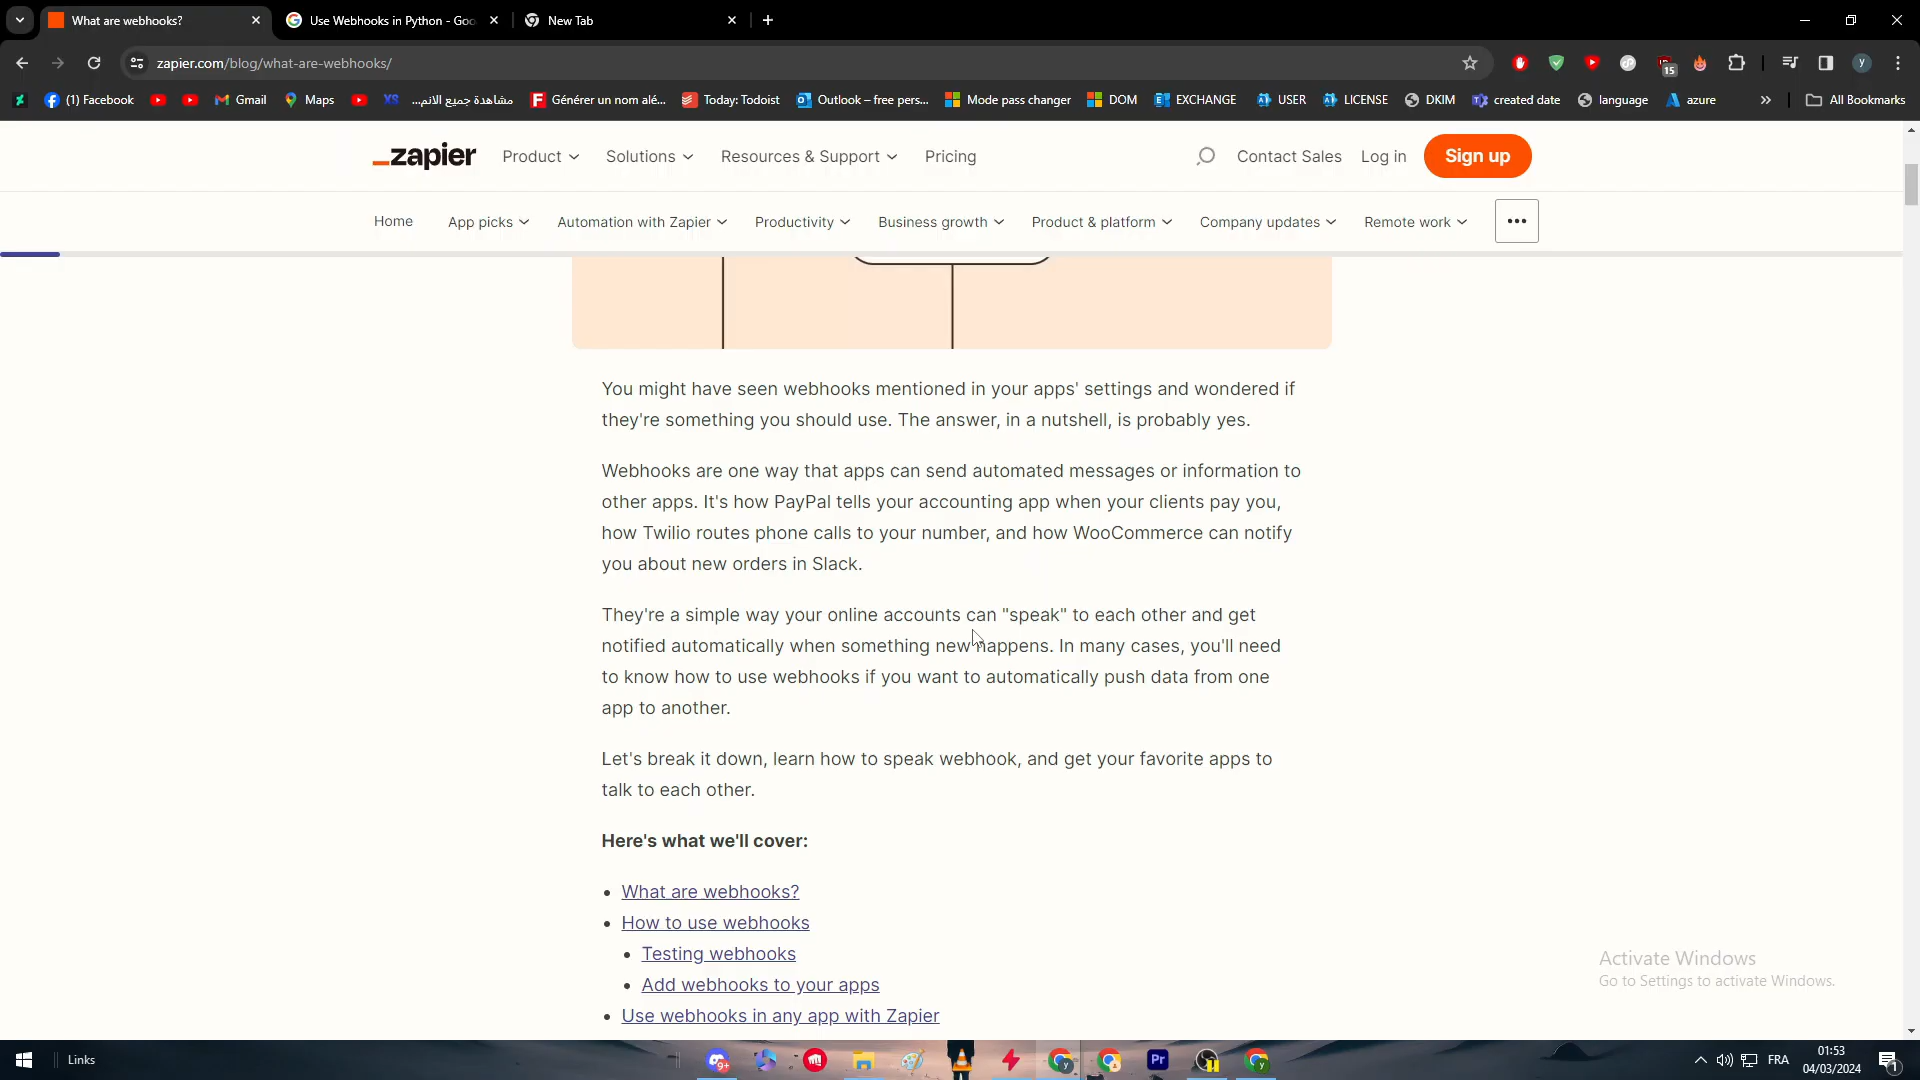 What are webhooks?
Use Webhooks in Python - Goo
New Tab
zapier.com/blog/what-are-webhooks/
15
y
(1) Facebook
Gmail
Maps
XS
مشاهدة جميع الانم...
Générer un nom alé...
Today: Todoist
Outlook – free pers...
Mode pass changer
DOM
EXCHANGE
USER
LICENSE
DKIM
created date
language
azure
»
All Bookmarks
zapier
Product
Solutions
Resources & Support
Pricing
Contact Sales
Log in
Sign up
Home
App picks
Automation with Zapier
Productivity
Business growth
Product & platform
Company updates
Remote work
•••
You might have seen webhooks mentioned in your apps' settings and wondered if
they're something you should use. The answer, in a nutshell, is probably yes.
Webhooks are one way that apps can send automated messages or information to
other apps. It's how PayPal tells your accounting app when your clients pay you,
how Twilio routes phone calls to your number, and how WooCommerce can notify
you about new orders in Slack.
They're a simple way your online accounts can "speak" to each other and get
notified automatically when something new happens. In many cases, you'll need
to know how to use webhooks if you want to automatically push data from one
app to another.
Let's break it down, learn how to speak webhook, and get your favorite apps to
talk to each other.
Here's what we'll cover:
• What are webhooks?
• How to use webhooks
• Testing webhooks
• Add webhooks to your apps
• Use webhooks in any app with Zapier
Activate Windows
Go to Settings to activate Windows.
Links
9+
Pr
FRA
01:53
04/03/2024
1